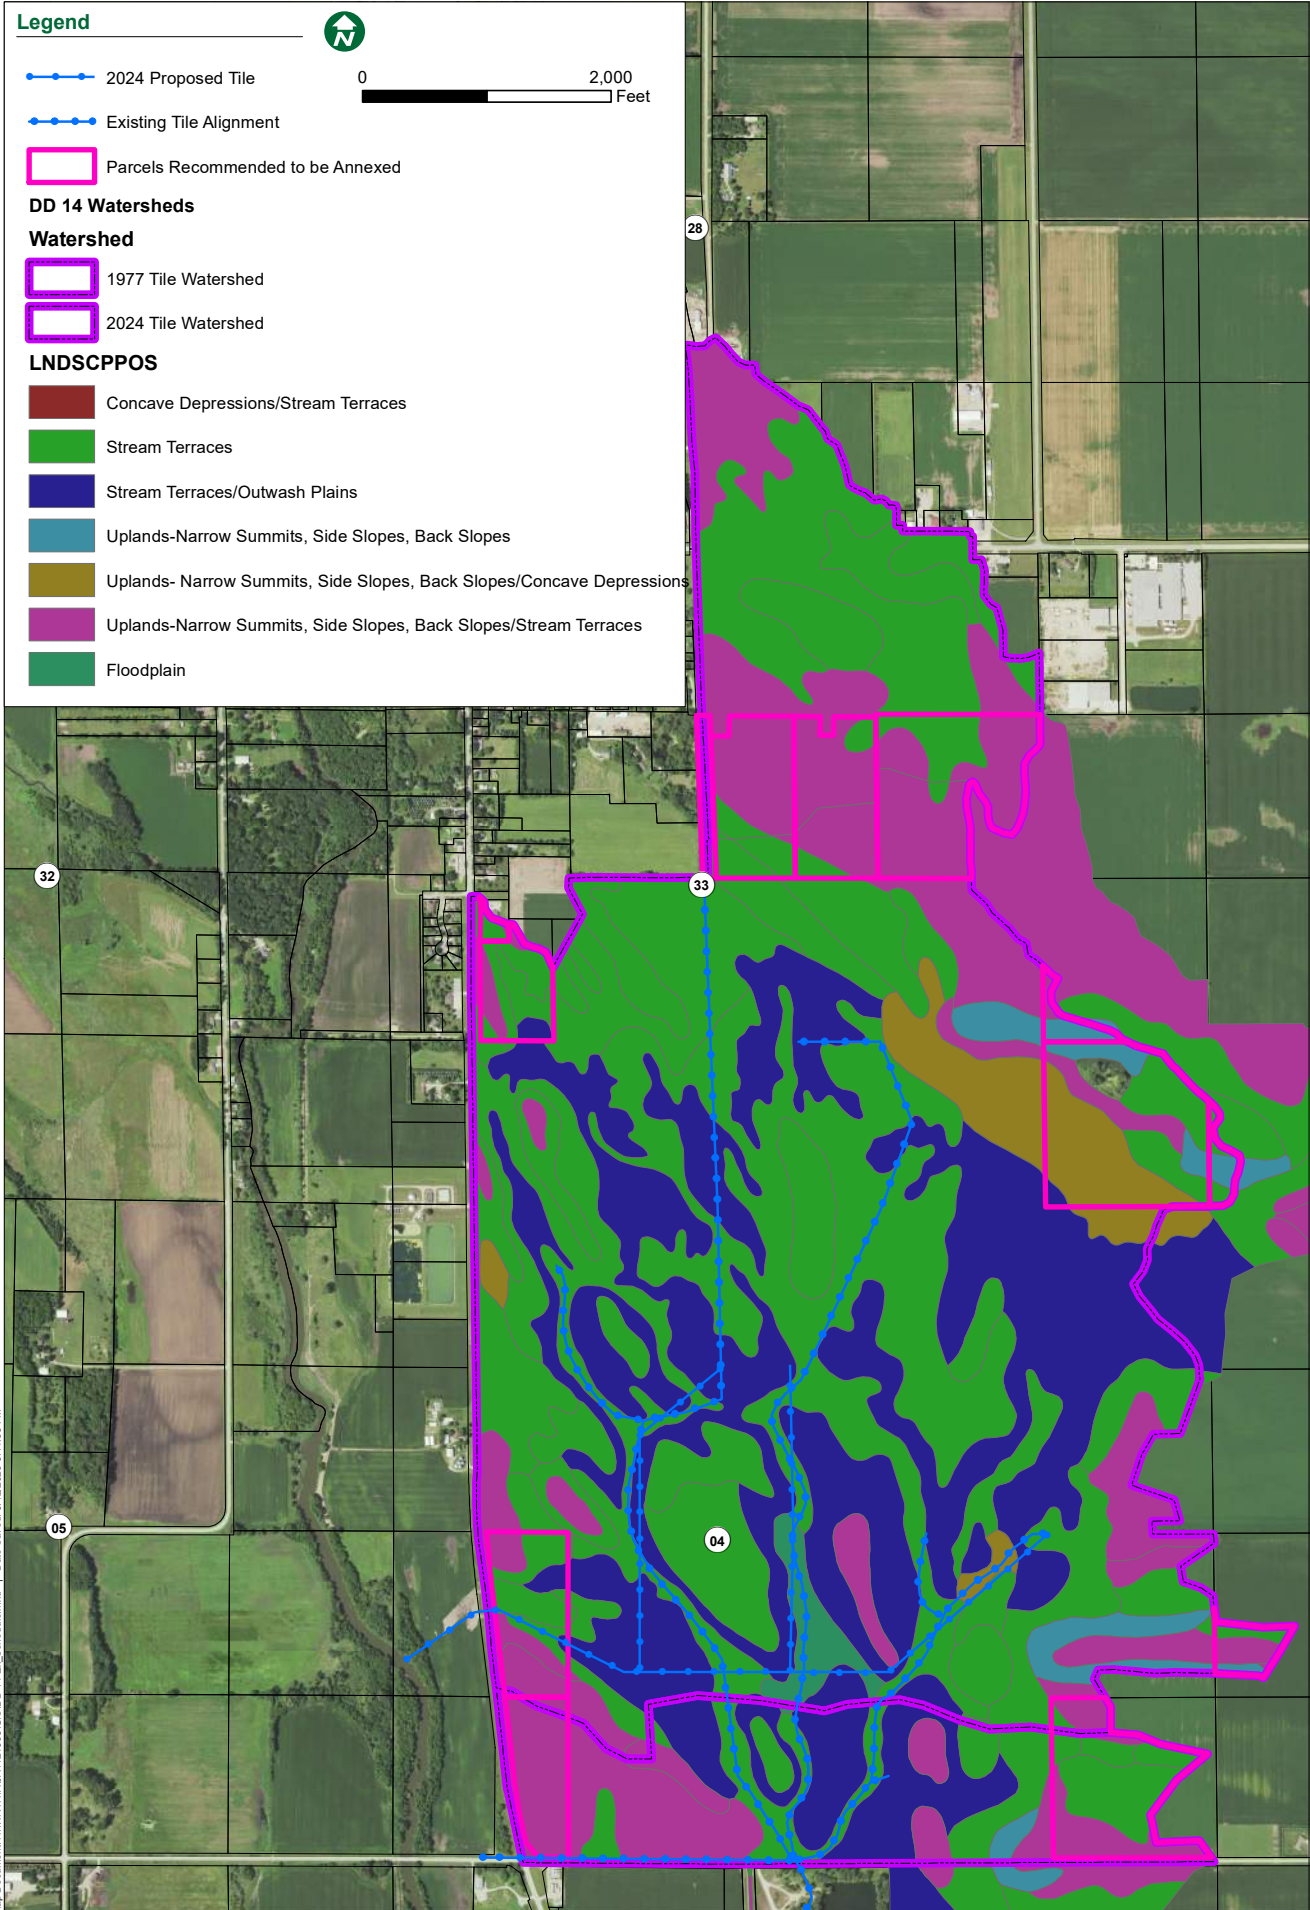 Legend
N
2024 Proposed Tile
0 2,000
Feet
Existing Tile Alignment
Parcels Recommended to be Annexed
DD 14 Watersheds
Watershed
1977 Tile Watershed
2024 Tile Watershed
LNDSCPPOS
Concave Depressions/Stream Terraces
Stream Terraces
Stream Terraces/Outwash Plains
Uplands-Narrow Summits, Side Slopes, Back Slopes
Uplands- Narrow Summits, Side Slopes, Back Slopes/Concave Depressions
Uplands-Narrow Summits, Side Slopes, Back Slopes/Stream Terraces
Floodplain
28
32
33
05
04